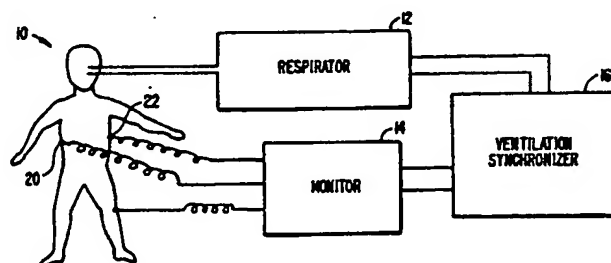 10
12
RESPIRATOR
16
22
14
VENTILATION
SYNCHRONIZER
20
MONITOR